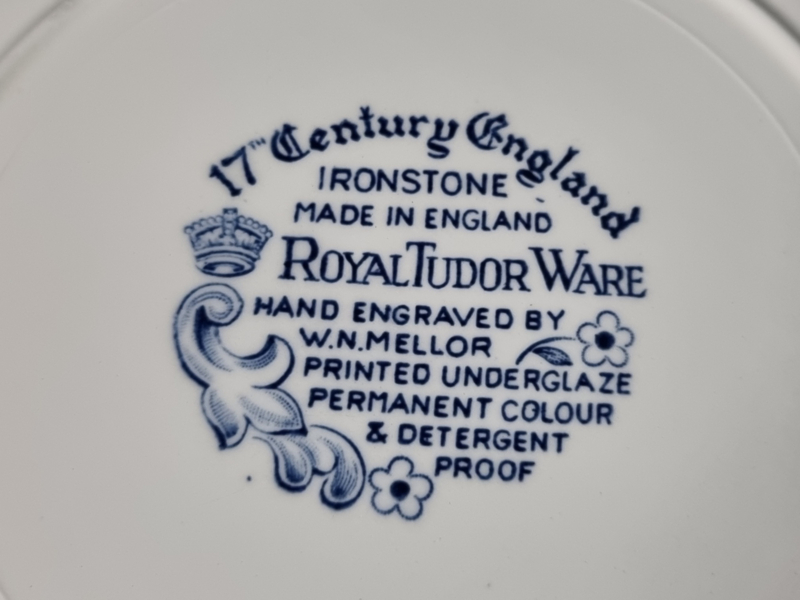 17TH Century England
IRONSTONE
MADE IN ENGLAND
ROYAL TUDOR WARE
HAND ENGRAVED BY
W.N.MELLOR
PRINTED UNDERGLAZE
PERMANENT COLOUR
& DETERGENT
PROOF